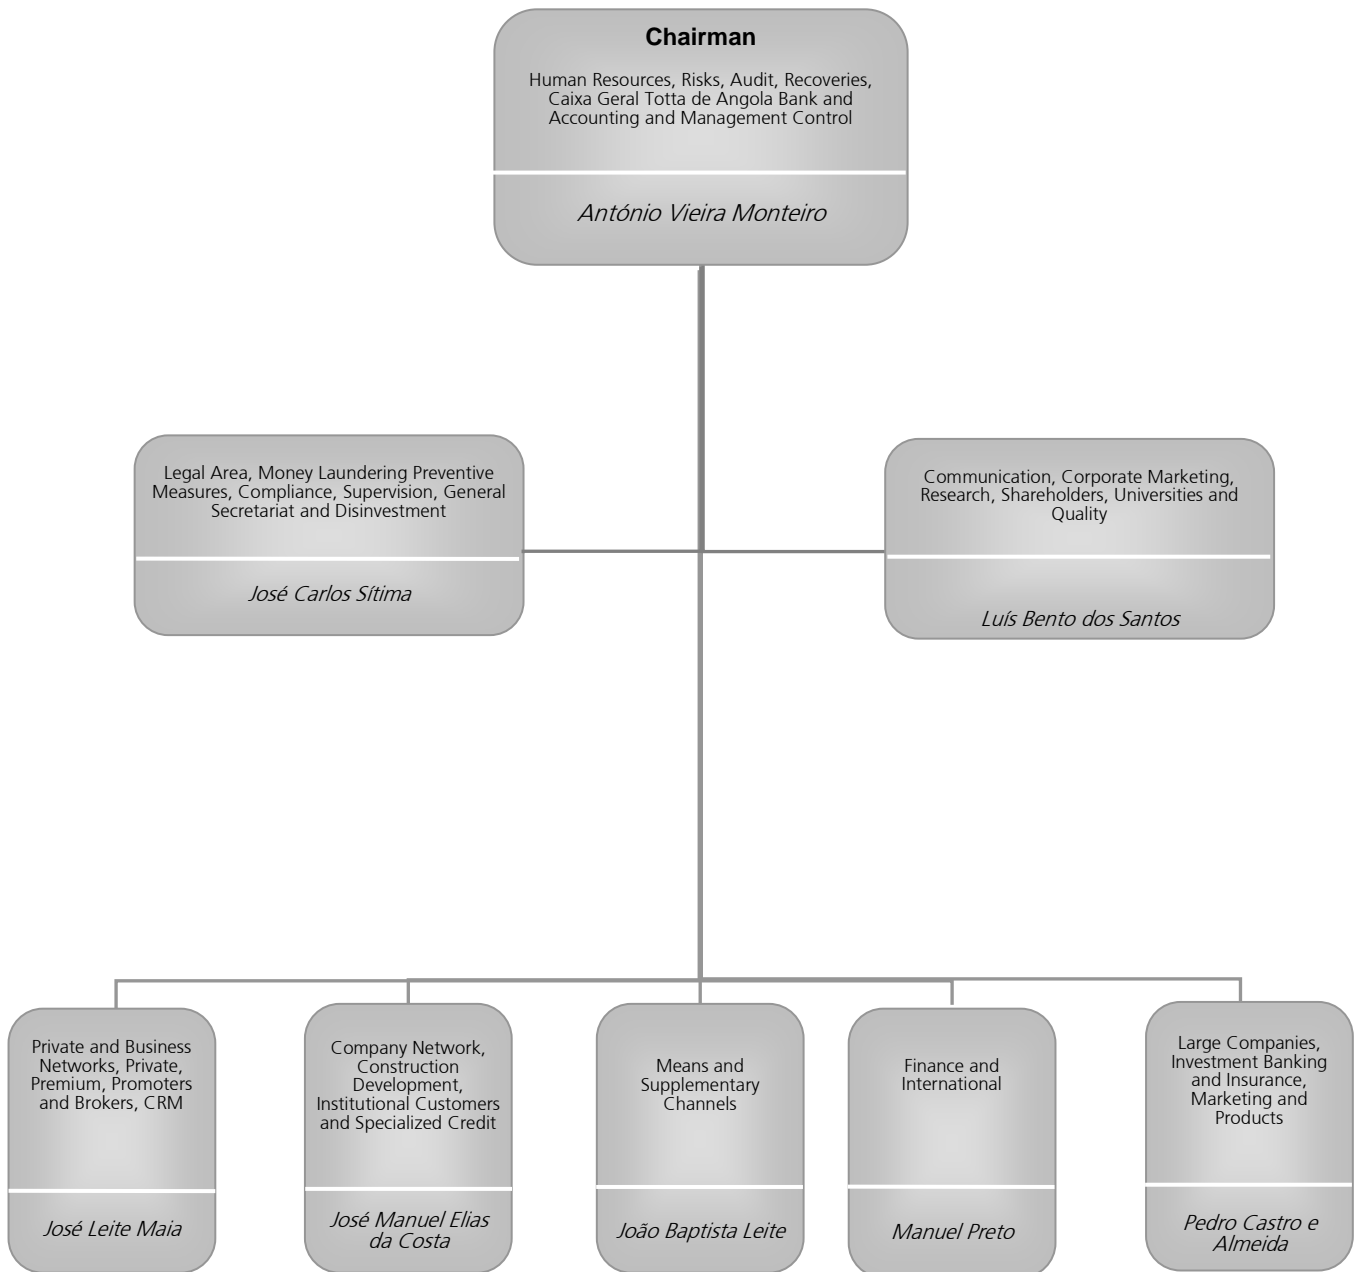 Chairman
Human Resources, Risks, Audit, Recoveries,
Caixa Geral Totta de Angola Bank and
Accounting and Management Control
António Vieira Monteiro
Legal Area, Money Laundering Preventive
Measures, Compliance, Supervision, General
Secretariat and Disinvestment
José Carlos Sítima
Communication, Corporate Marketing,
Research, Shareholders, Universities and
Quality
Luís Bento dos Santos
Private and Business
Networks, Private,
Premium, Promoters
and Brokers, CRM
José Leite Maia
Company Network,
Construction
Development,
Institutional Customers
and Specialized Credit
José Manuel Elias
da Costa
Means and
Supplementary
Channels
João Baptista Leite
Finance and
International
Manuel Preto
Large Companies,
Investment Banking
and Insurance,
Marketing and
Products
Pedro Castro e
Almeida